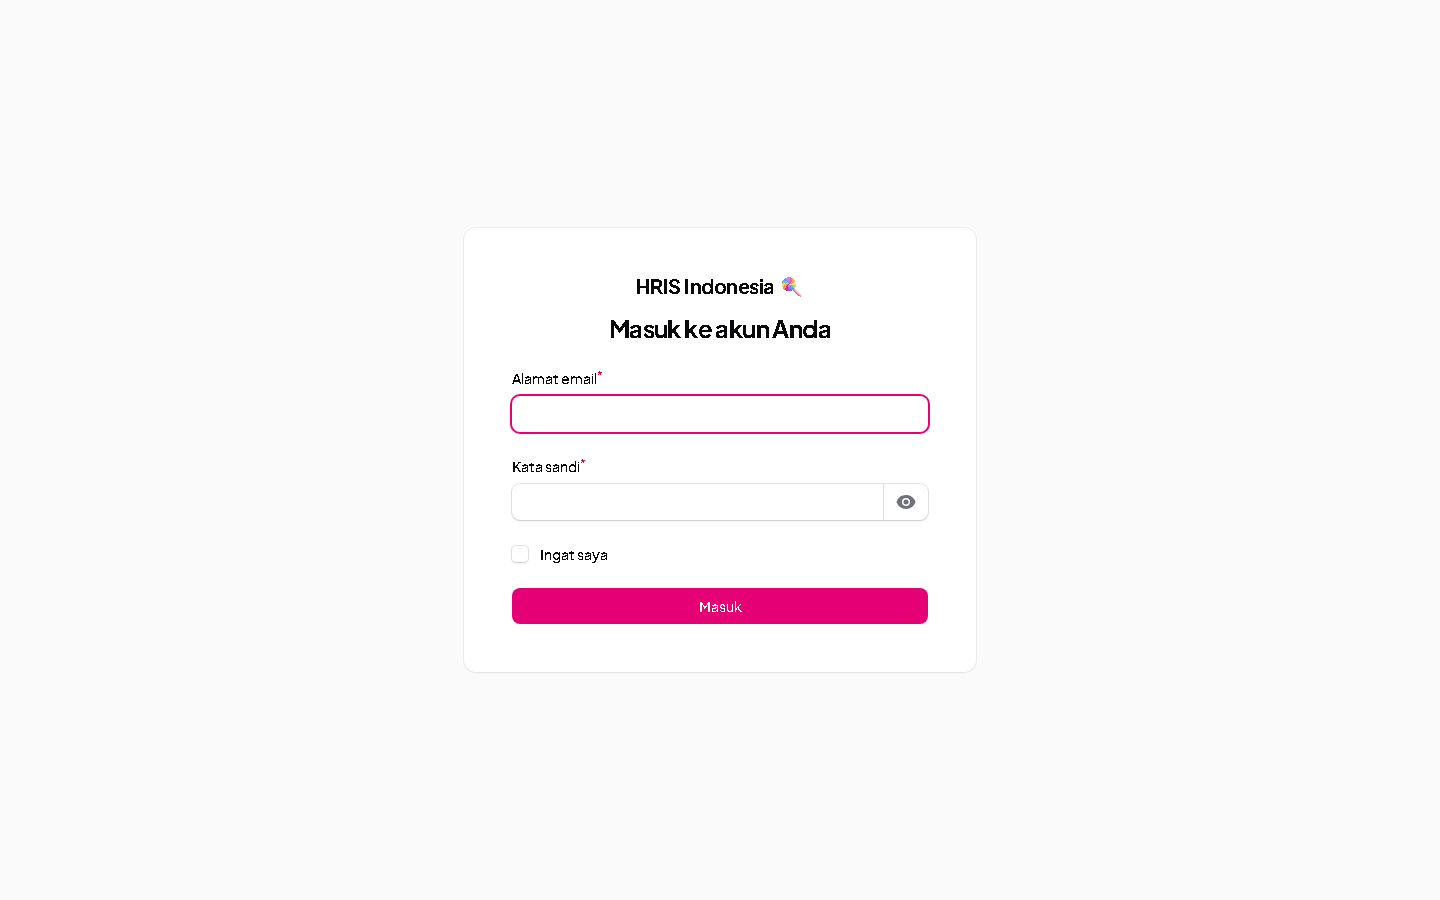 HRIS Indonesia 🍭
Masuk ke akun Anda
Alamat email*
Kata sandi*
Ingat saya
Masuk